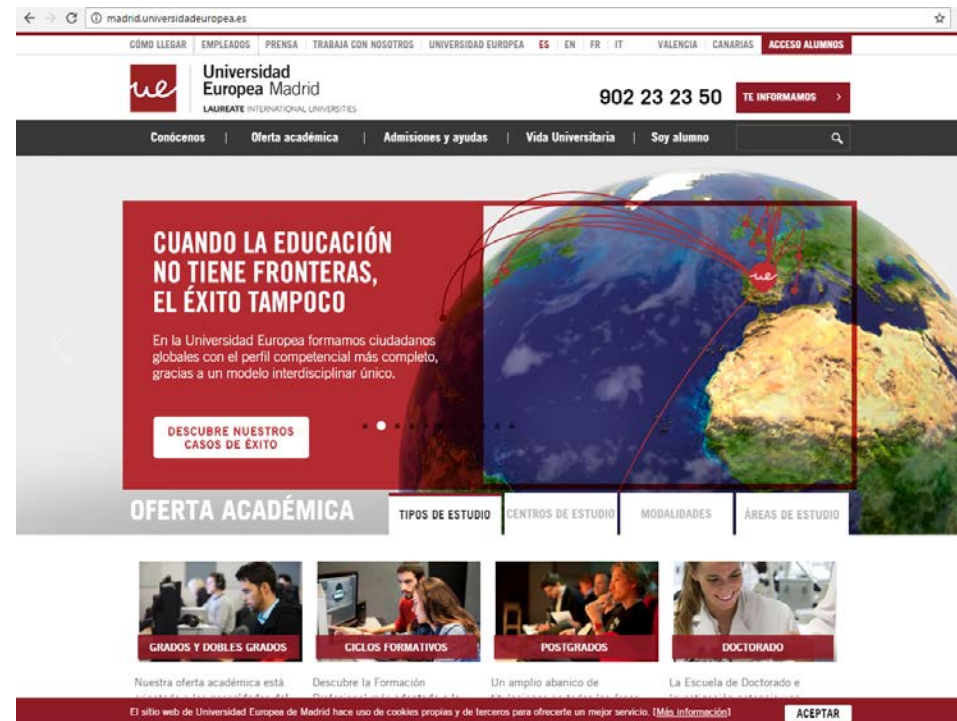 madrid.universidadeuropea.es
CÓMO LLEGAR EMPLEADOS PRENSA TRABAJA CON NOSOTROS UNIVERSIDAD EUROPEA ES EN FR IT VALENCIA CANARIAS ACCESO ALUMNOS
ue
Universidad
Europea Madrid
LAUREATE INTERNATIONAL UNIVERSITIES
902 23 23 50
TE INFORMAMOS >
Conócenos | Oferta académica | Admisiones y ayudas | Vida Universitaria | Soy alumno
CUANDO LA EDUCACIÓN
NO TIENE FRONTERAS,
EL ÉXITO TAMPOCO
ue
En la Universidad Europea formamos ciudadanos
globales con el perfil competencial más completo,
gracias a un modelo interdisciplinar único.
DESCUBRE NUESTROS
CASOS DE ÉXITO
OFERTA ACADÉMICA
TIPOS DE ESTUDIO CENTROS DE ESTUDIO MODALIDADES ÁREAS DE ESTUDIO
GRADOS Y DOBLES GRADOS CICLOS FORMATIVOS POSTGRADOS DOCTORADO
Nuestra oferta académica está
Descubre la Formación
Un amplio abanico de
La Escuela de Doctorado e
El sitio web de Universidad Europea de Madrid hace uso de cookies propias y de terceros para ofrecerte un mejor servicio. [Más información]
ACEPTAR